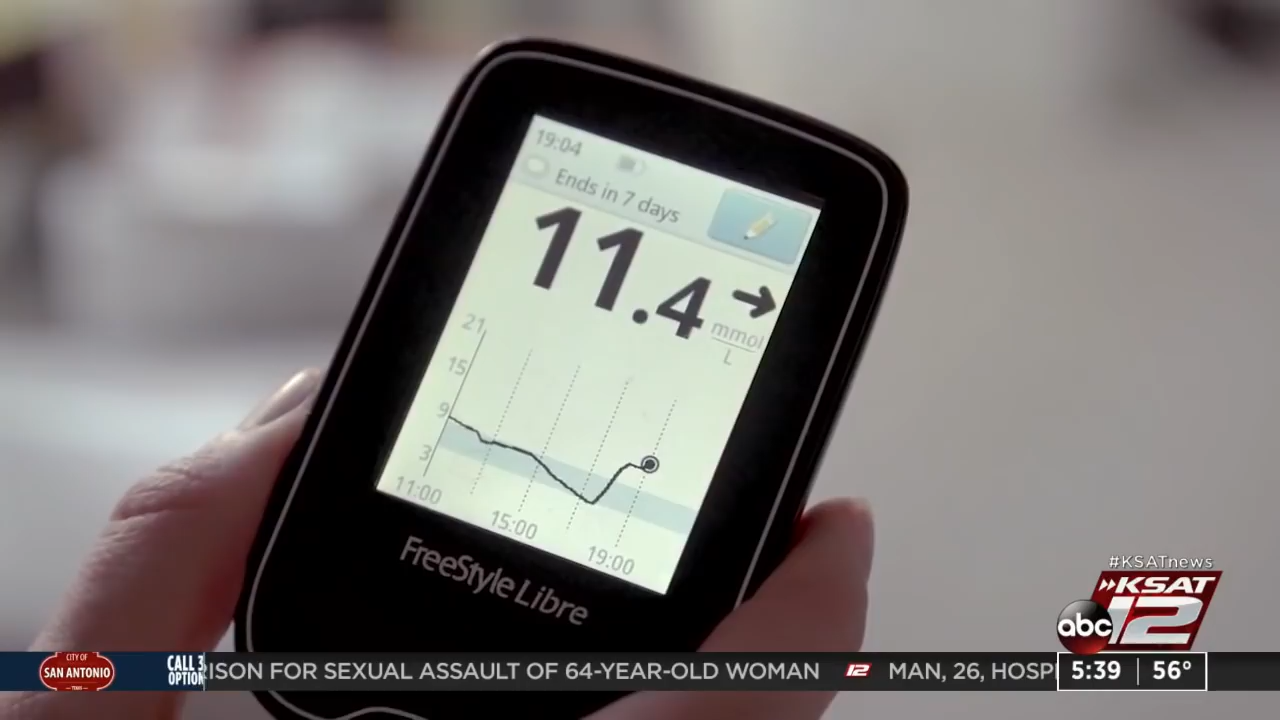 19:04
Ends in 7 days
11.4
mmol
L
21
15
9
3
11:00
15:00
19:00
FreeStyle Libre
#KSATnews
KSAT
abc
12
CITY OF
SAN ANTONIO
TEXAS
CALL 3
OPTION
RISON FOR SEXUAL ASSAULT OF 64-YEAR-OLD WOMAN 12 MAN, 26, HOSP
5:39 56°